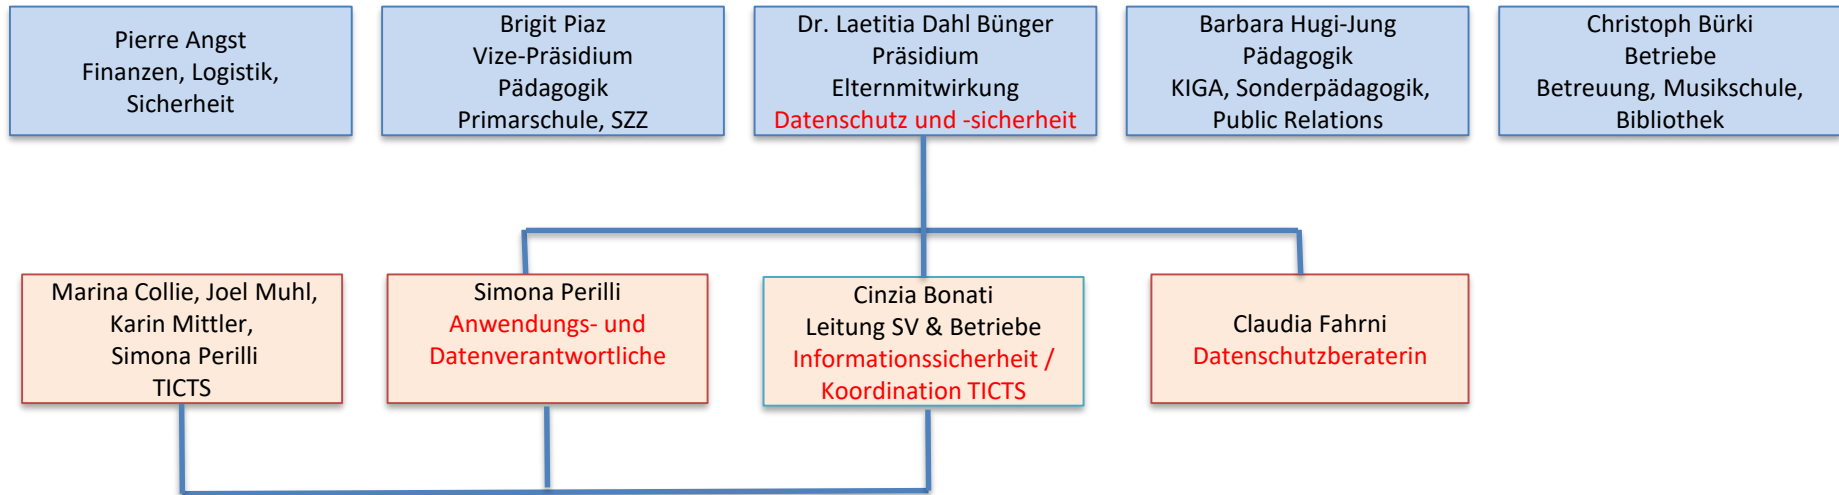 Pierre Angst
Finanzen, Logistik,
Sicherheit
Brigit Piaz
Vize-Präsidium
Pädagogik
Primarschule, SZZ
Dr. Laetitia Dahl Bünger
Präsidium
Elternmitwirkung
Datenschutz und -sicherheit
Barbara Hugi-Jung
Pädagogik
KIGA, Sonderpädagogik,
Public Relations
Christoph Bürki
Betriebe
Betreuung, Musikschule,
Bibliothek
Marina Collie, Joel Muhl,
Karin Mittler,
Simona Perilli
TICTS
Simona Perilli
Anwendungs- und
Datenverantwortliche
Cinzia Bonati
Leitung SV & Betriebe
Informationssicherheit /
Koordination TICTS
Claudia Fahrni
Datenschutzberaterin